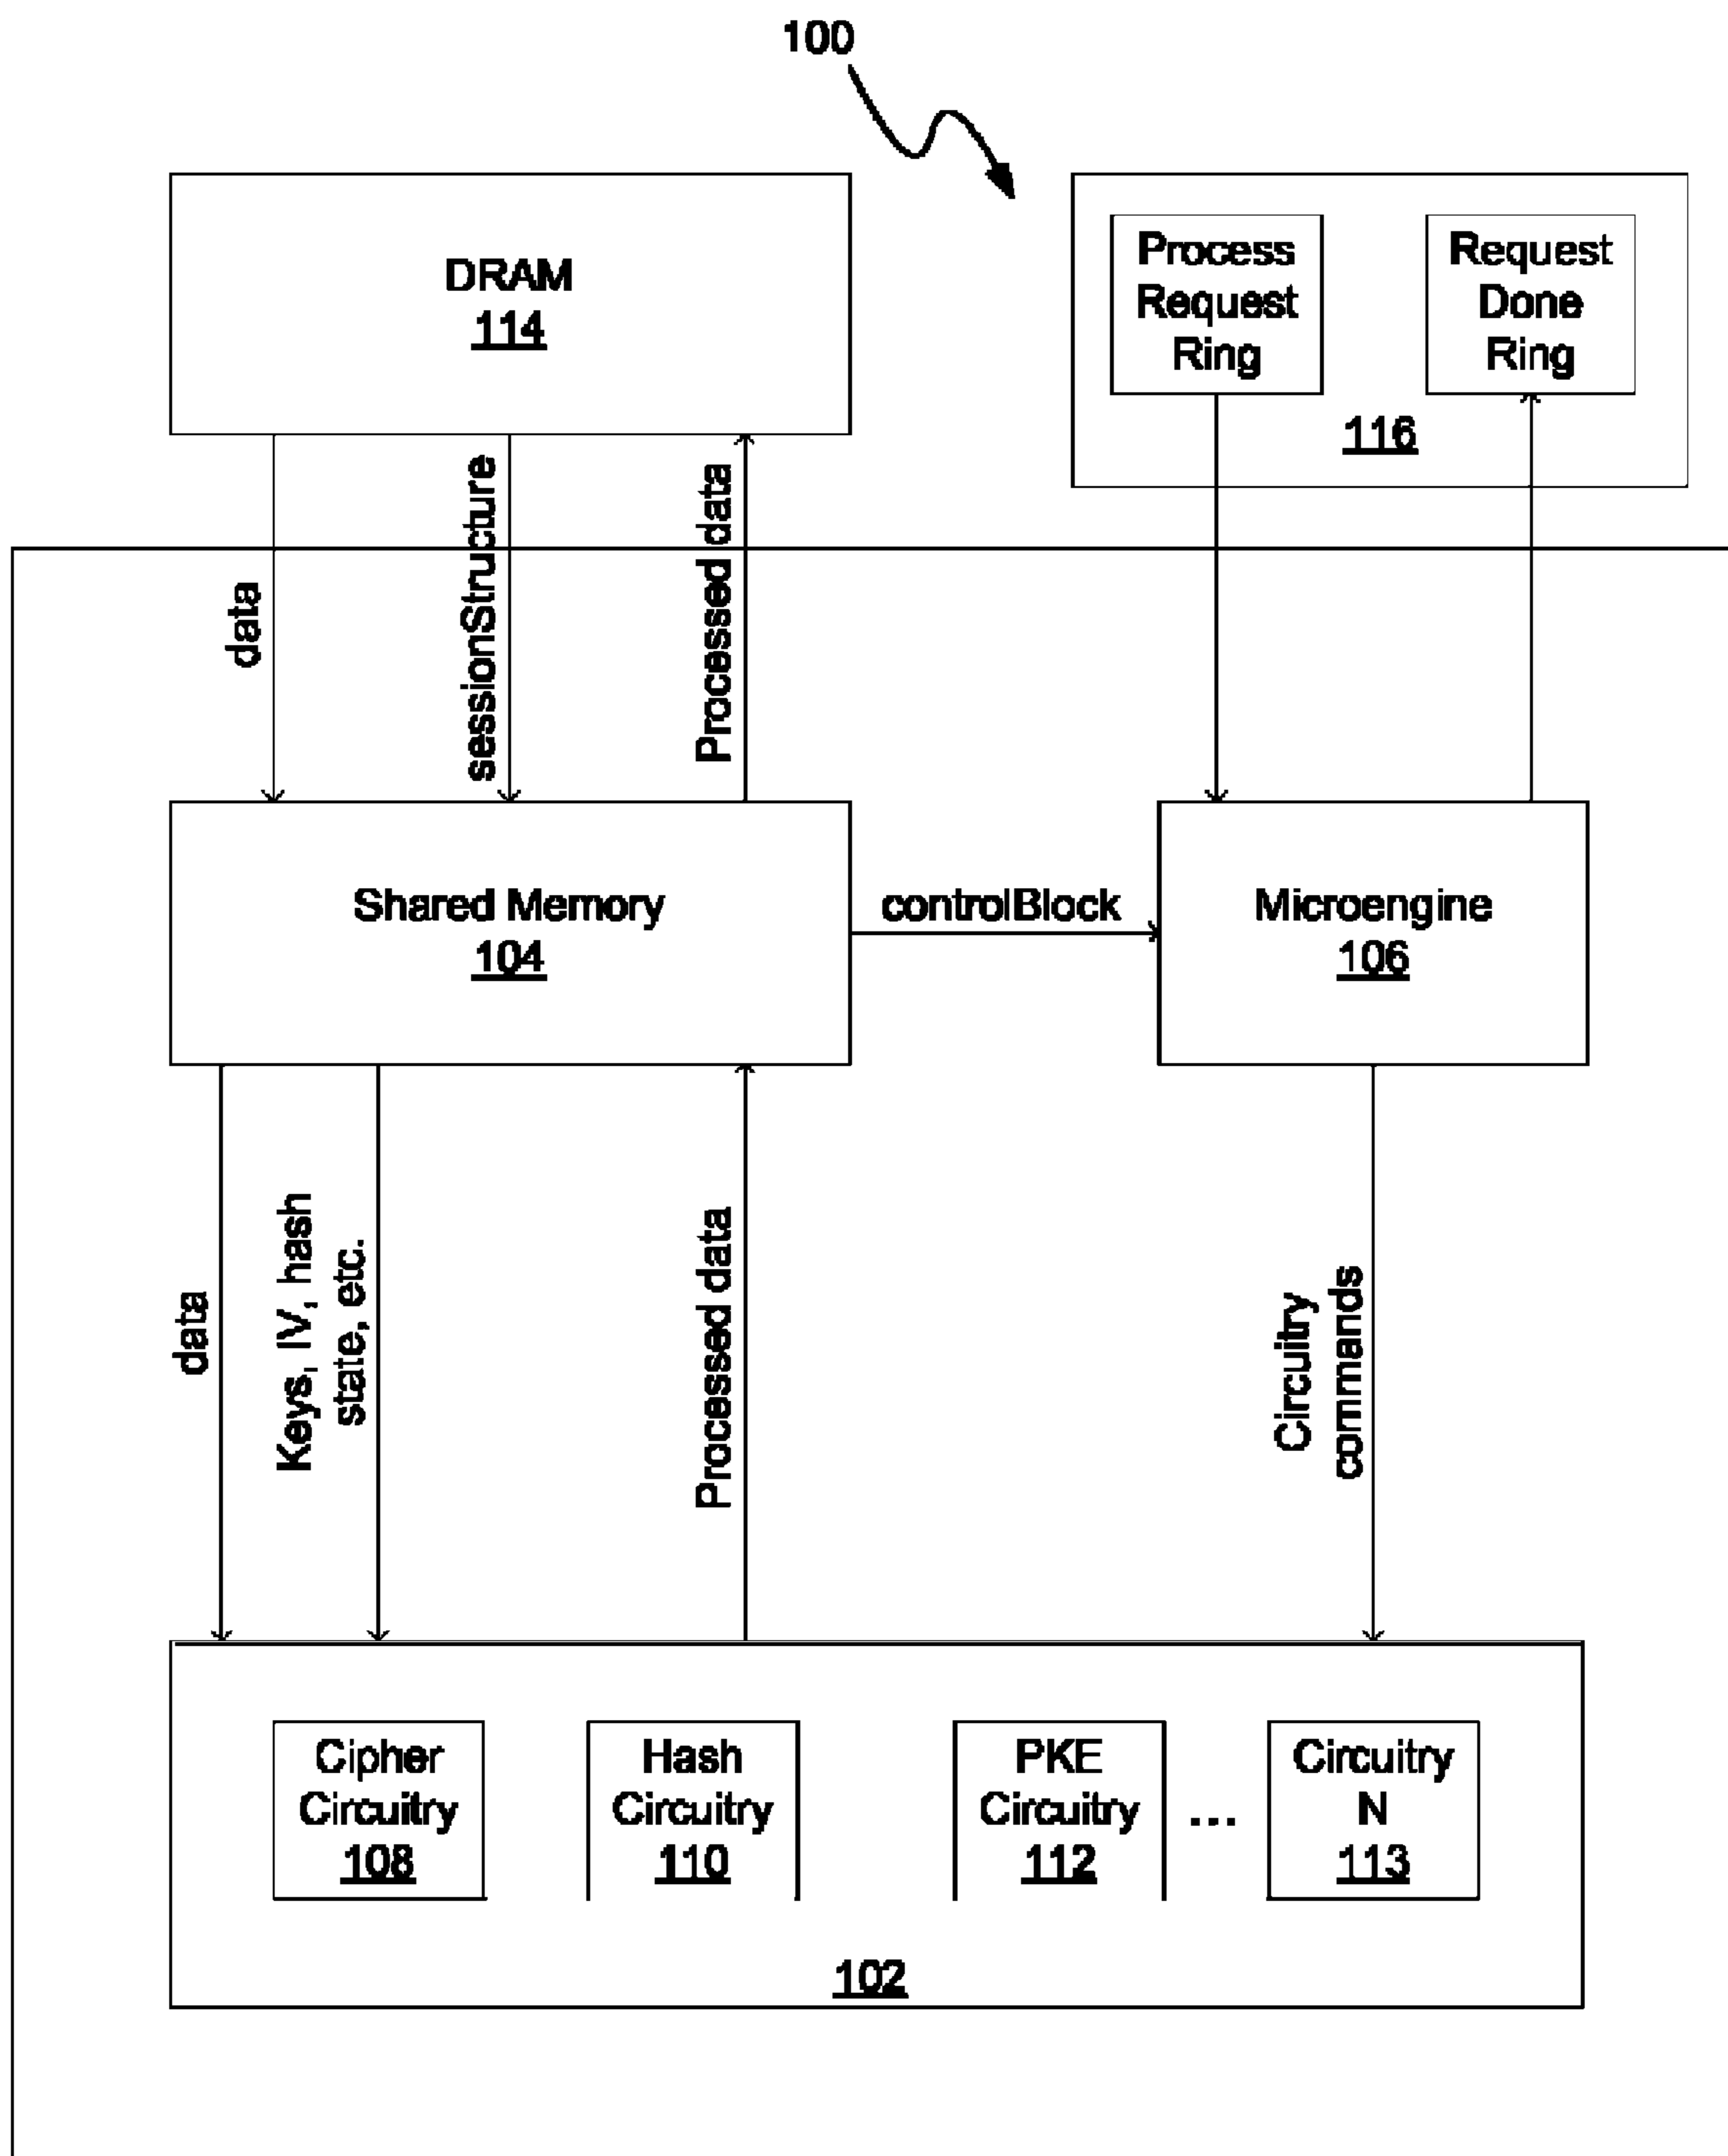 100
DRAM
114
Process
Request
Ring
Request
Done
Ring
116
data
sessionStructure
Processed data
Shared Memory
104
controlBlock
Microengine
106
data
Keys, IV, hash
state, etc.
Processed data
Circuitry
commands
Cipher
Circuitry
108
Hash
Circuitry
110
PKE
Circuitry
112
...
Circuitry
N
113
102